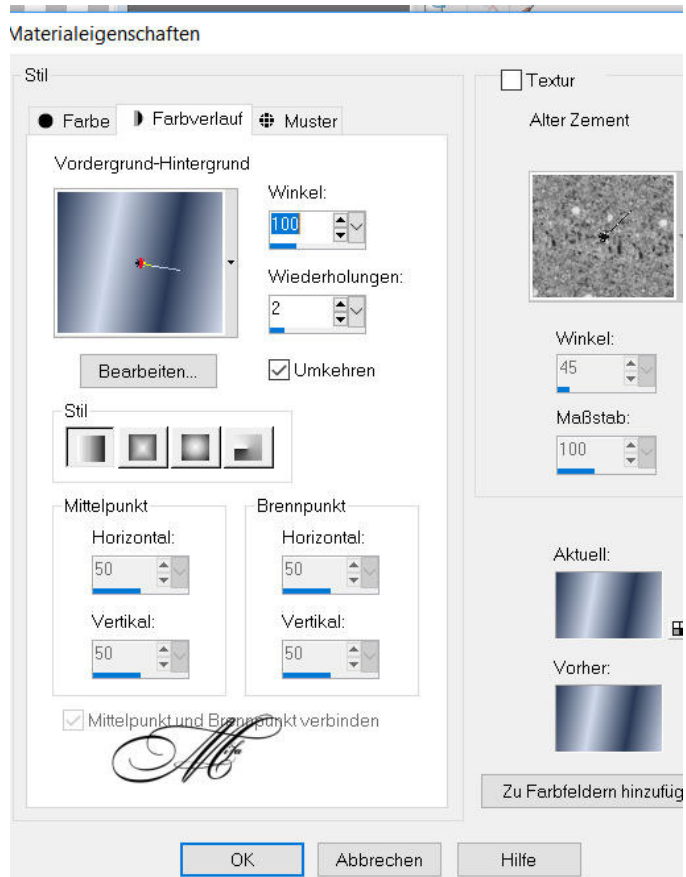 Materialeigenschaften
Stil
Farbe
Farbverlauf
Muster
Vordergrund-Hintergrund
Winkel:
100
Wiederholungen:
2
Bearbeiten...
Umkehren
Stil
Mittelpunkt
Horizontal:
50
Vertikal:
50
Brennpunkt
Horizontal:
50
Vertikal:
50
Mittelpunkt und Brennpunkt verbinden
Textur
Alter Zement
Winkel:
45
Maßstab:
100
Aktuell:
Vorher:
Zu Farbfeldern hinzufüg
OK
Abbrechen
Hilfe